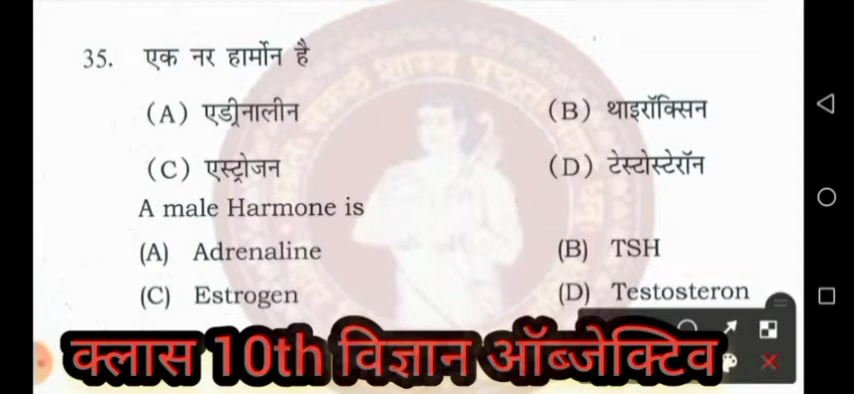 35. एक नर हार्मोन है
(A) एड्रीनालीन (B) थाइरॉक्सिन
(C) एस्ट्रोजन (D) टेस्टोस्टेरॉन
A male Harmone is
(A) Adrenaline (B) TSH
(C) Estrogen (D) Testosteron
क्लास 10th विज्ञान ऑब्जेक्टिव